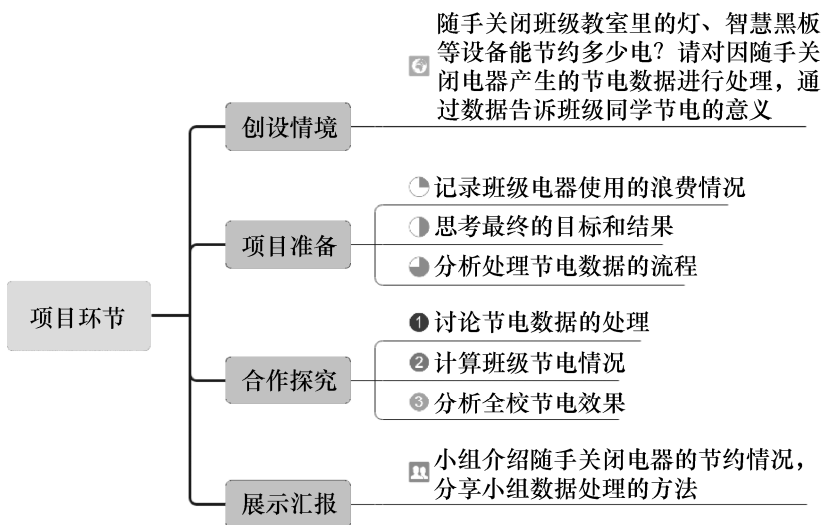 随手关闭班级教室里的灯、智慧黑板
等设备能节约多少电？请对因随手关
闭电器产生的节电数据进行处理，通
过数据告诉班级同学节电的意义
创设情境
记录班级电器使用的浪费情况
思考最终的目标和结果
项目准备
分析处理节电数据的流程
项目环节
1 讨论节电数据的处理
2 计算班级节电情况
合作探究
3 分析全校节电效果
小组介绍随手关闭电器的节约情况，
分享小组数据处理的方法
展示汇报